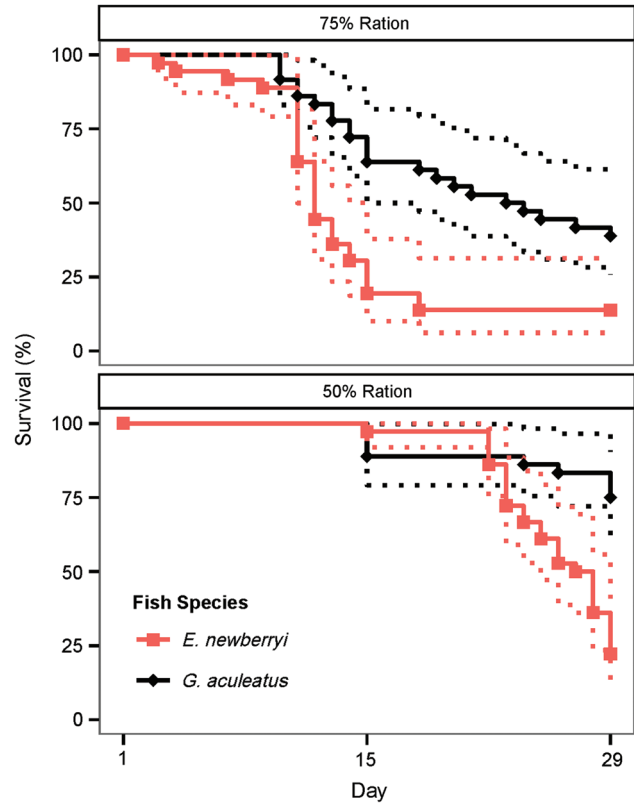 75% Ration
100
75
50
25
0
Survival (%)
50% Ration
100
75
50
25
0
Fish Species
E. newberryi
G. aculeatus
1
15
29
Day